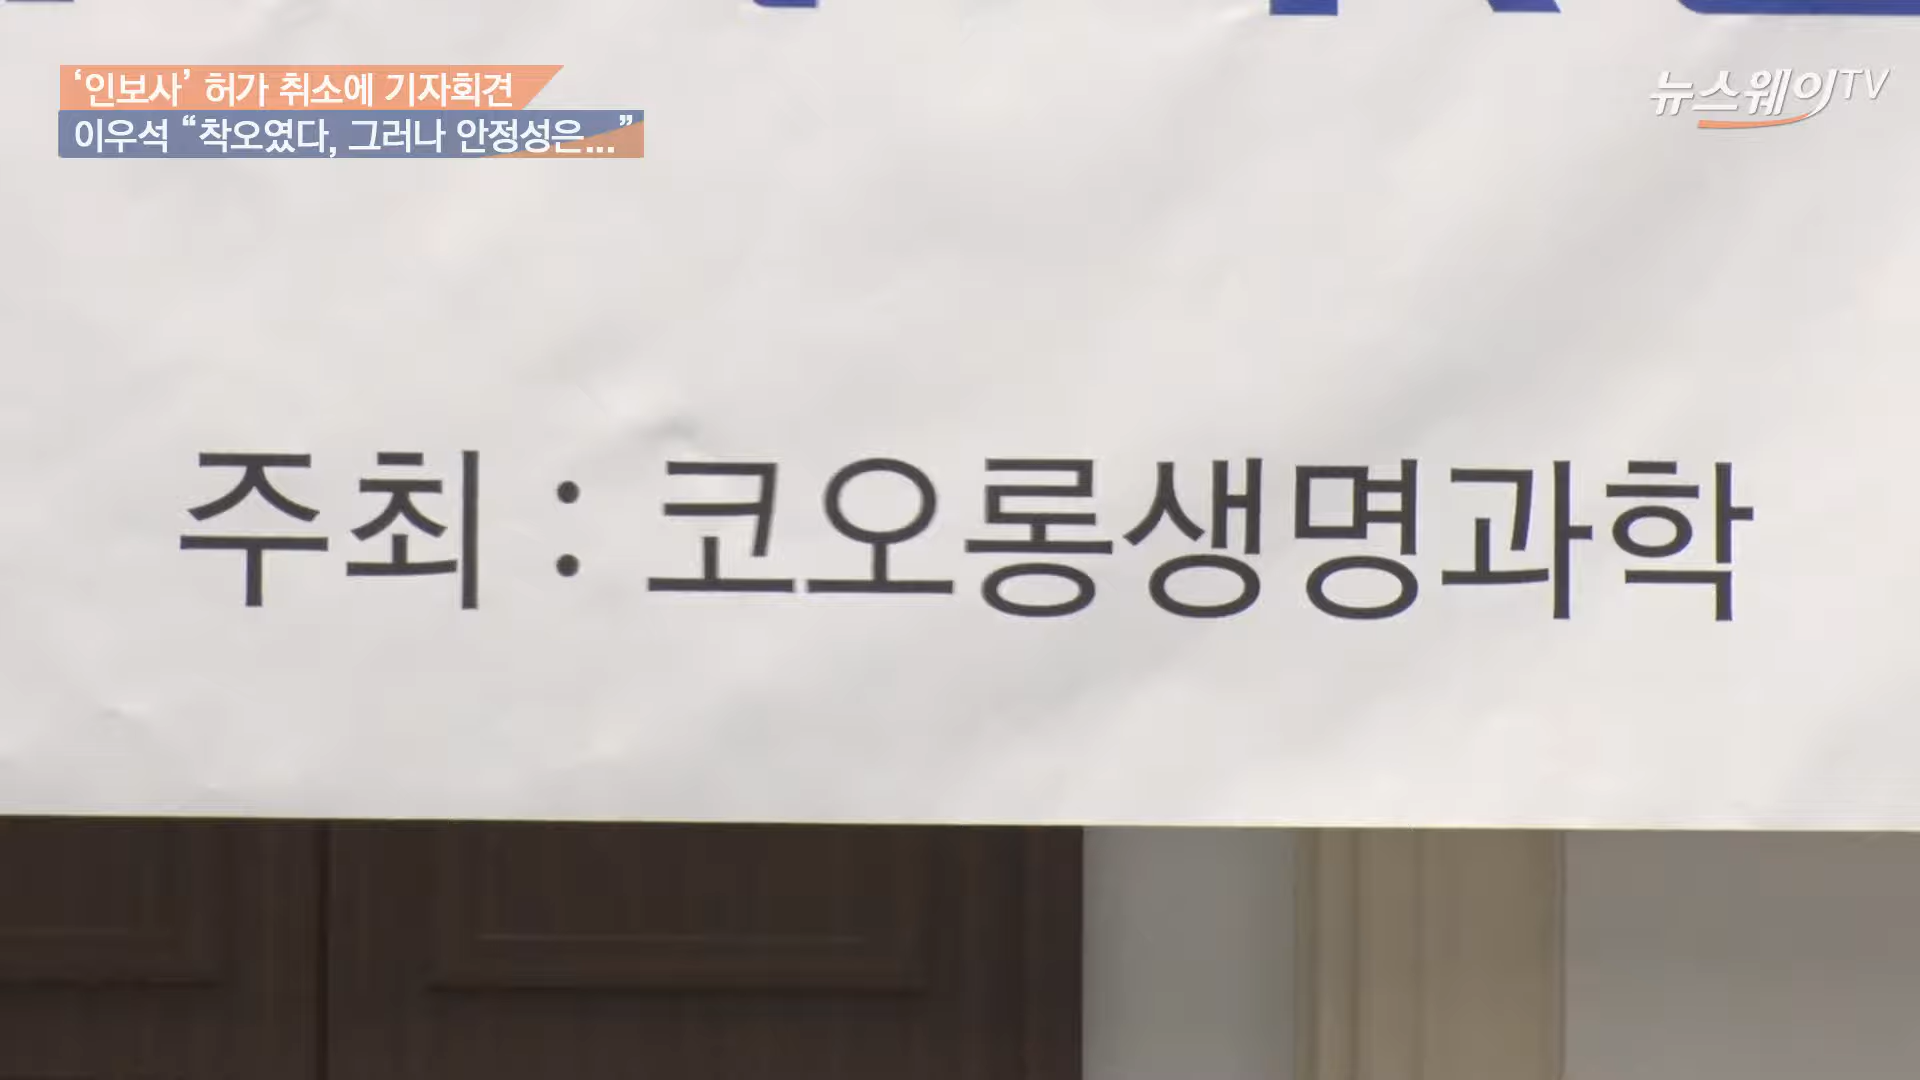 ‘인보사’ 허가 취소에 기자회견
이우석 “착오였다, 그러나 안정성은...”
뉴스웨이TV
주최 : 코오롱생명과학